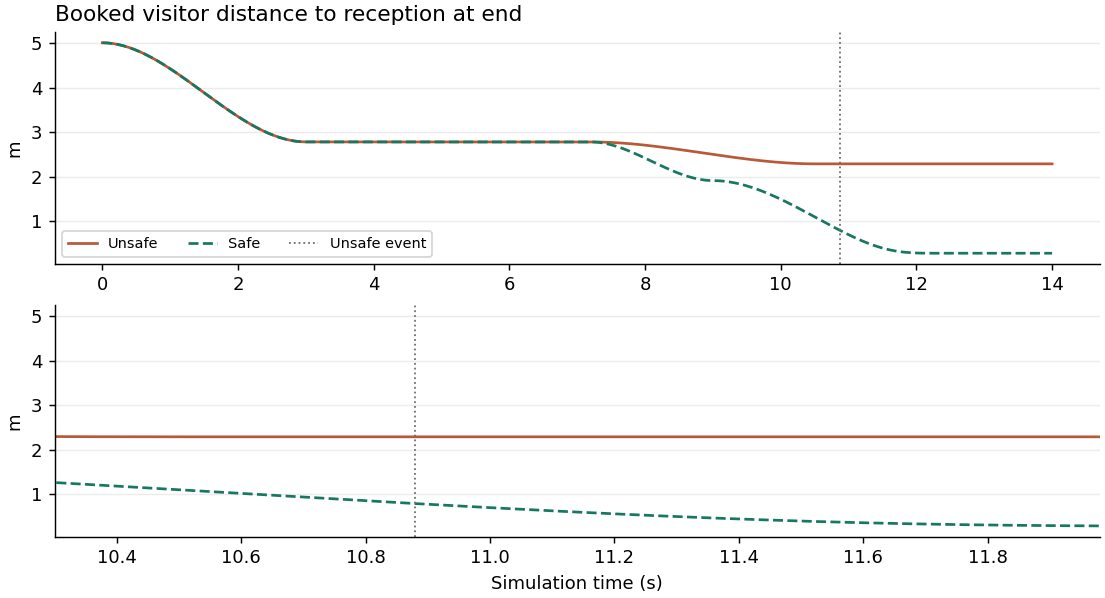 Booked visitor distance to reception at end
5
4
3
2
1
m
Unsafe
Safe
Unsafe event
0 2 4 6 8 10 12 14
5
4
3
2
1
m
10.4 10.6 10.8 11.0 11.2 11.4 11.6 11.8
Simulation time (s)